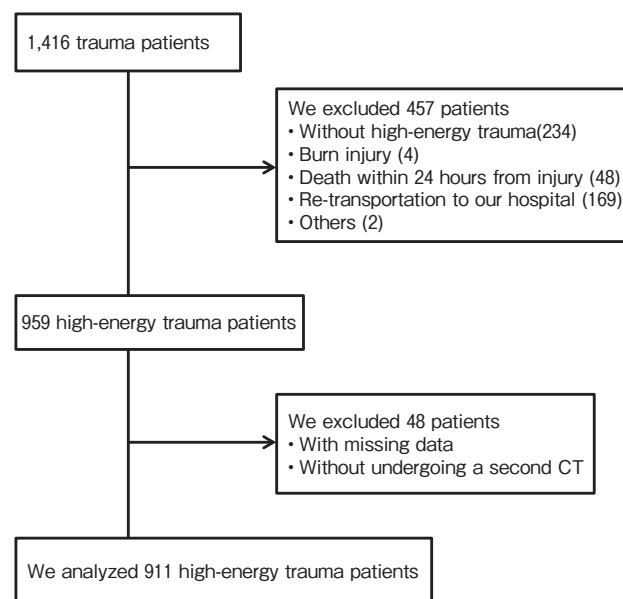 1,416 trauma patients
We excluded 457 patients
• Without high-energy trauma(234)
• Burn injury (4)
• Death within 24 hours from injury (48)
• Re-transportation to our hospital (169)
• Others (2)
959 high-energy trauma patients
We excluded 48 patients
• With missing data
• Without undergoing a second CT
We analyzed 911 high-energy trauma patients